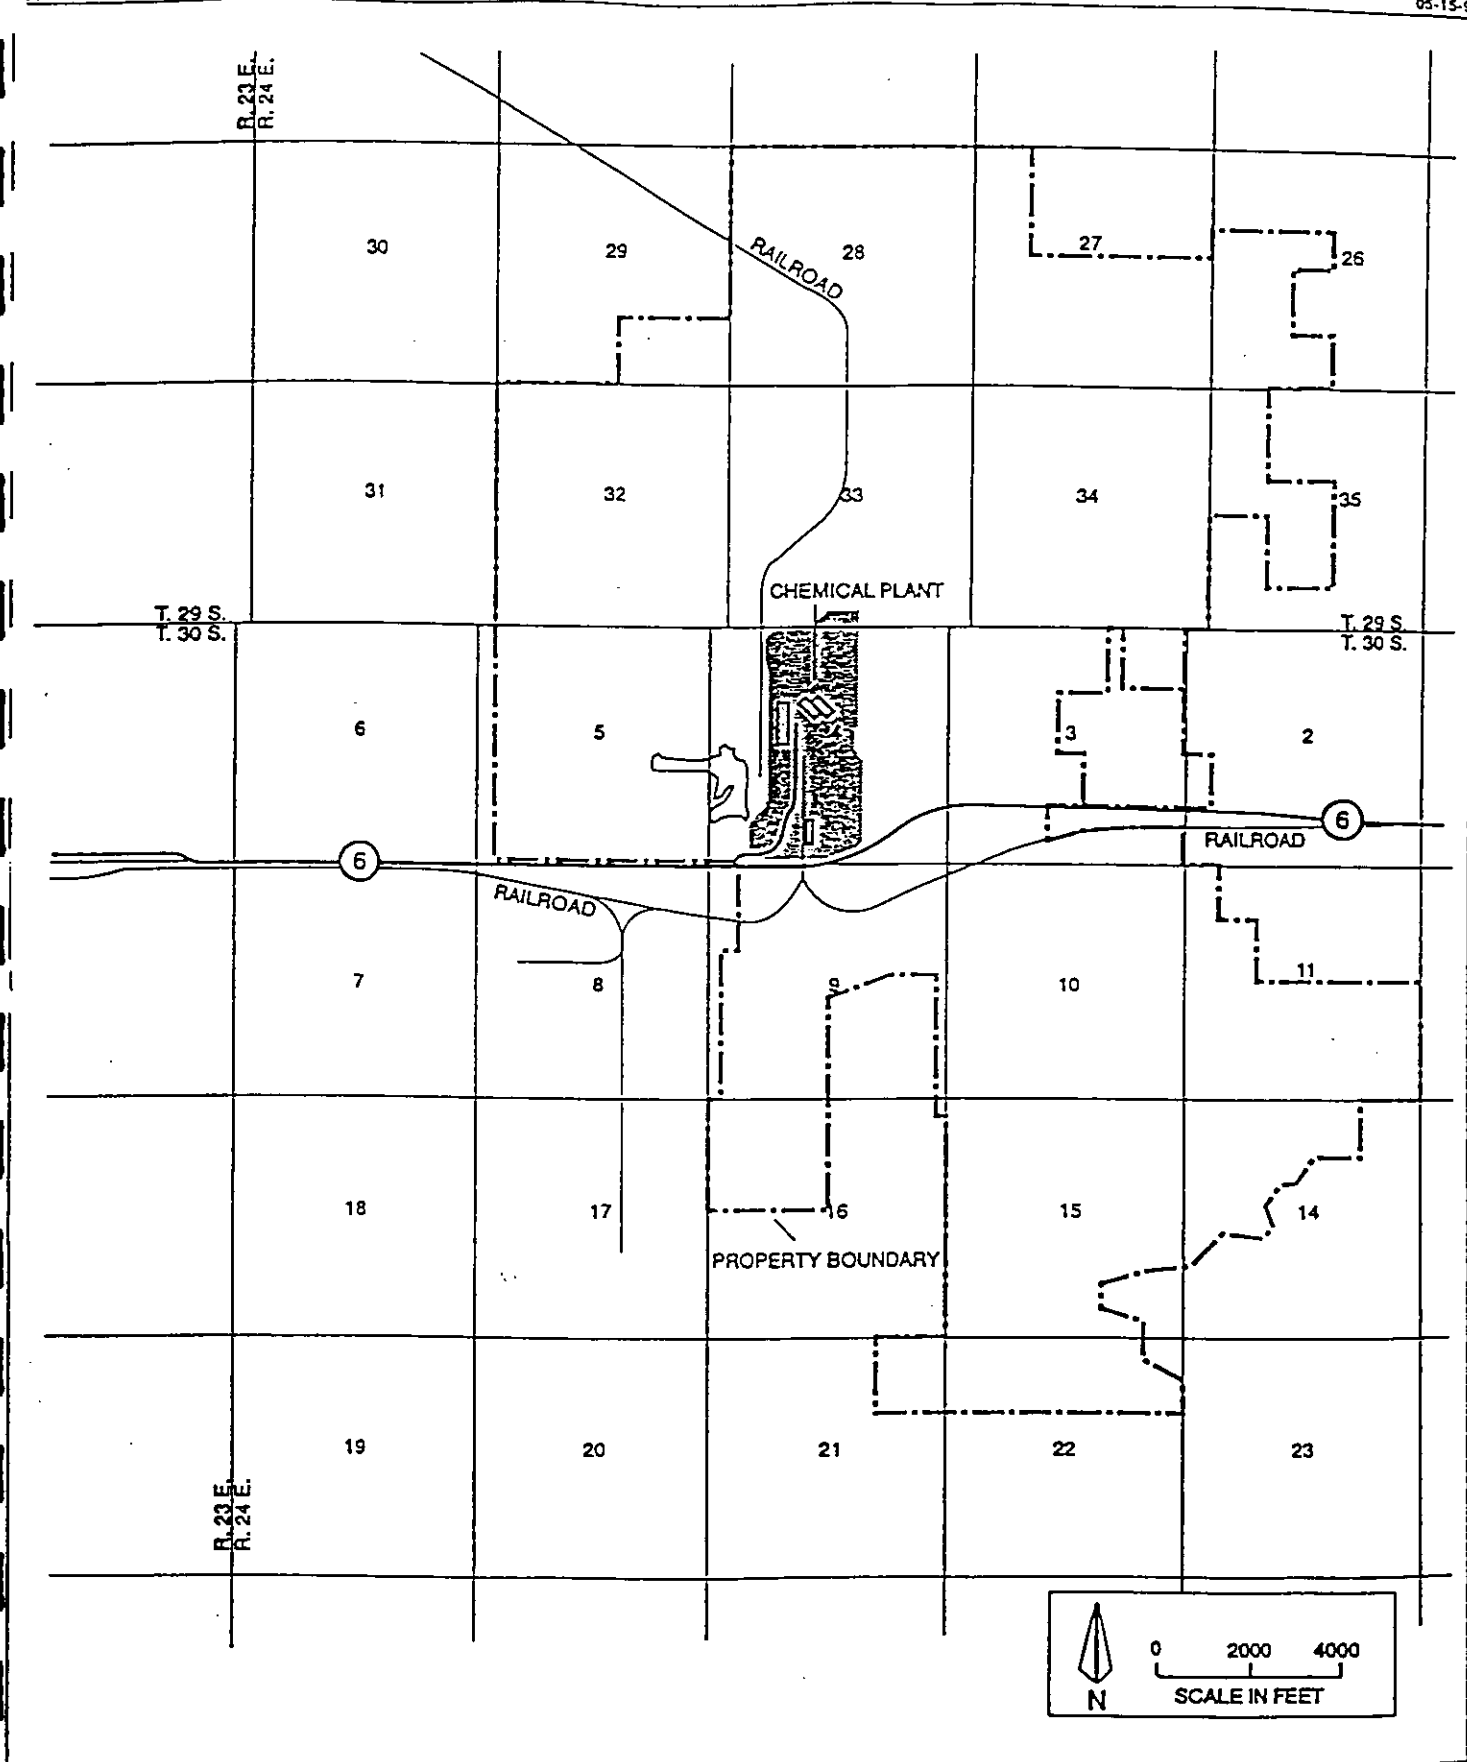 R. 23 E.
R. 24 E.
30
29
28
27
26
RAILROAD
31
32
33
34
35
CHEMICAL PLANT
T. 29 S.
T. 30 S.
T. 29 S.
T. 30 S.
6
5
3
2
6
6
RAILROAD
RAILROAD
7
8
9
10
11
18
17
16
15
14
PROPERTY BOUNDARY
19
20
21
22
23
R. 23 E.
R. 24 E.
0 2000 4000
N
SCALE IN FEET